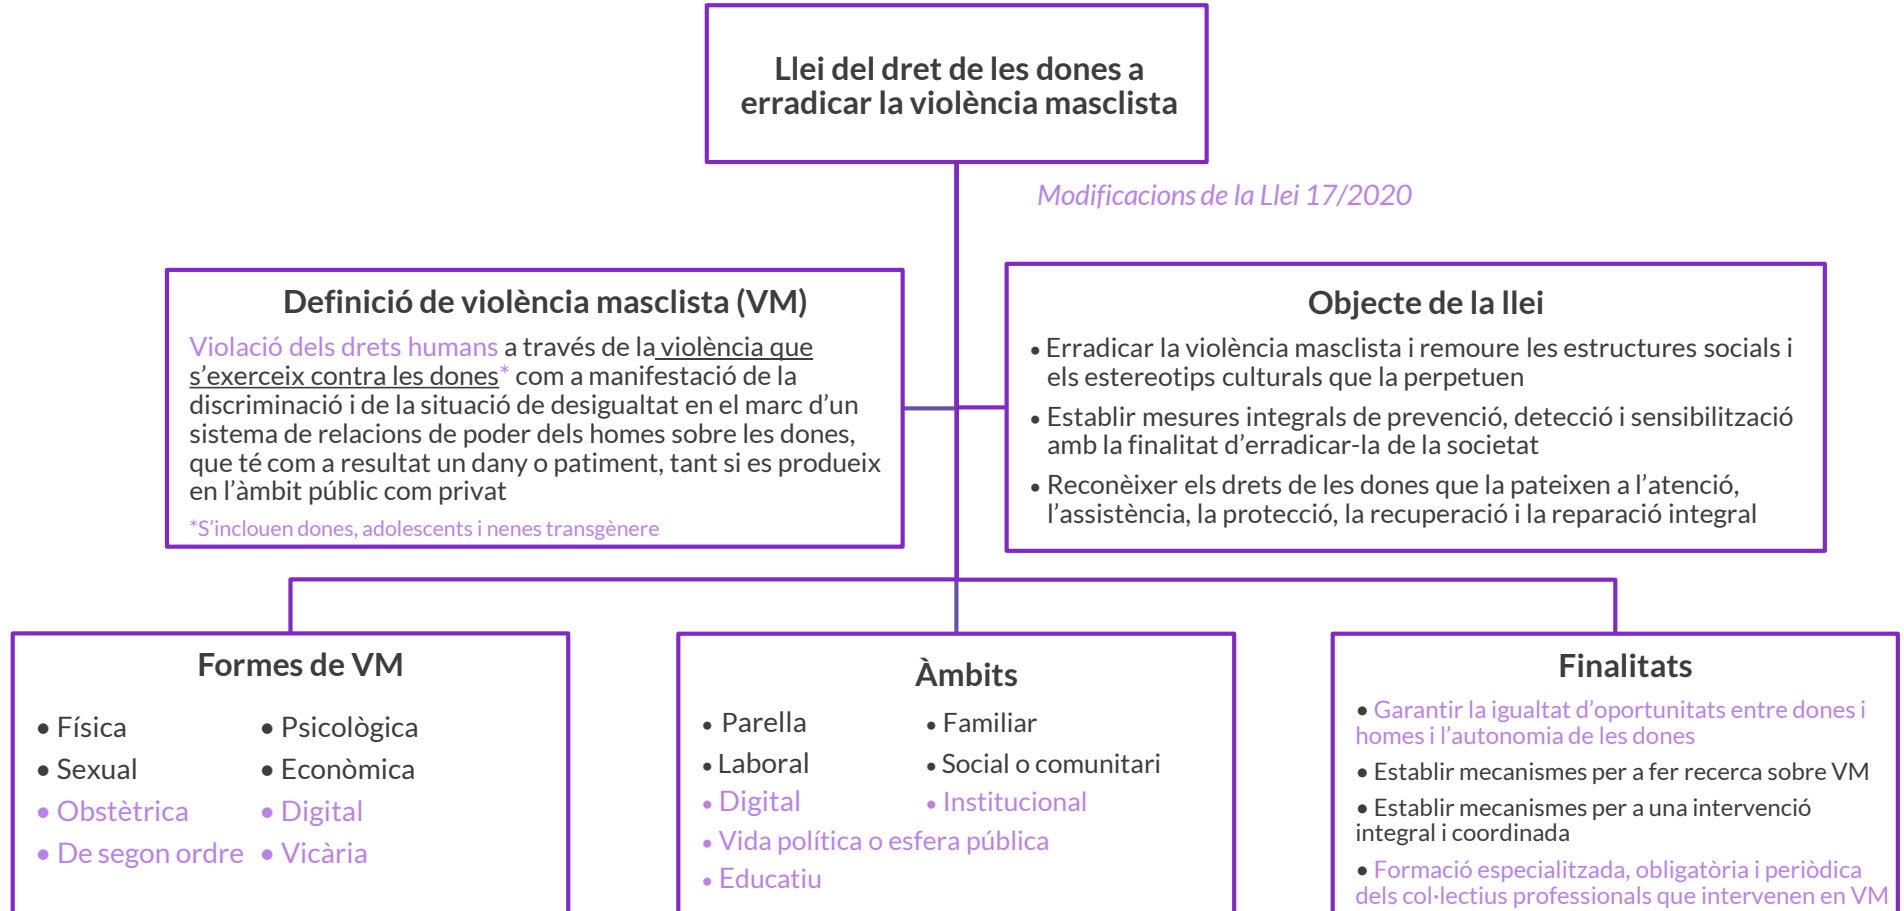 Llei del dret de les dones a
erradicar la violència masclista
Modificacions de la Llei 17/2020
Definició de violència masclista (VM)
Violació dels drets humans a través de la violència que
s’exerceix contra les dones* com a manifestació de la
discriminació i de la situació de desigualtat en el marc d’un
sistema de relacions de poder dels homes sobre les dones,
que té com a resultat un dany o patiment, tant si es produeix
en l’àmbit públic com privat
*S’inclouen dones, adolescents i nenes transgènere
Objecte de la llei
• Erradicar la violència masclista i remoure les estructures socials i
els estereotips culturals que la perpetuen
• Establir mesures integrals de prevenció, detecció i sensibilització
amb la finalitat d’erradicar-la de la societat
• Reconèixer els drets de les dones que la pateixen a l’atenció,
l’assistència, la protecció, la recuperació i la reparació integral
Formes de VM
• Física • Psicològica
• Sexual • Econòmica
• Obstètrica • Digital
• De segon ordre • Vicària
Àmbits
• Parella • Familiar
• Laboral • Social o comunitari
• Digital • Institucional
• Vida política o esfera pública
• Educatiu
Finalitats
• Garantir la igualtat d’oportunitats entre dones i
homes i l’autonomia de les dones
• Establir mecanismes per a fer recerca sobre VM
• Establir mecanismes per a una intervenció
integral i coordinada
• Formació especialitzada, obligatòria i periòdica
dels col·lectius professionals que intervenen en VM